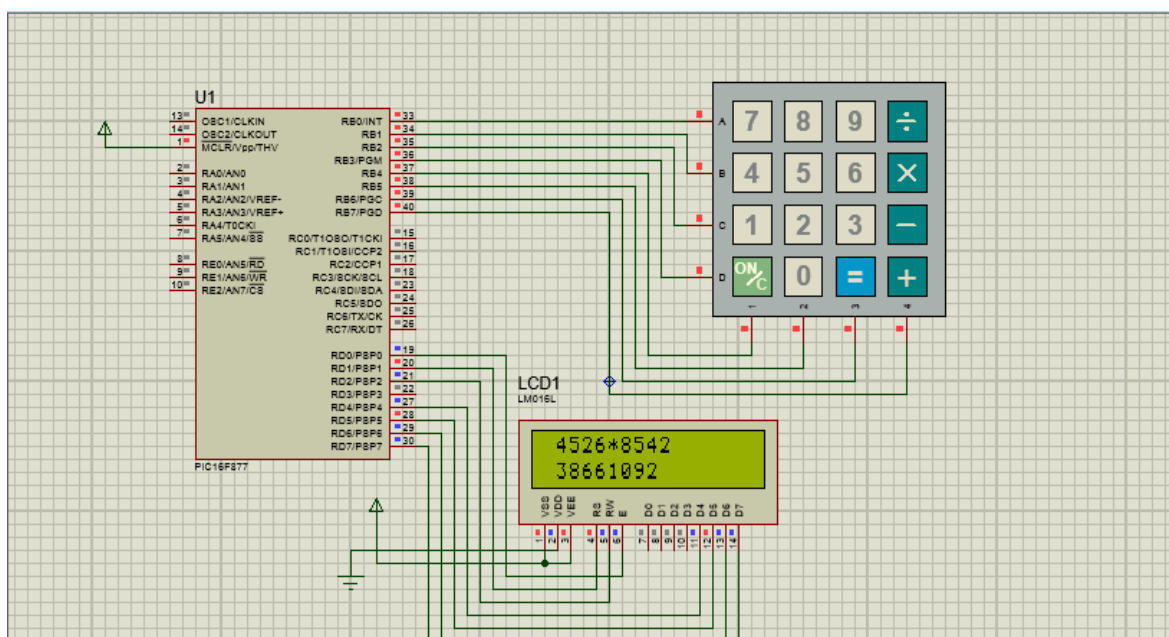 U1
13 OSC1/CLKIN
14 OSC2/CLKOUT
1 MCLR/Vpp/THV
2 RA0/AN0
3 RA1/AN1
4 RA2/AN2/VREF-
5 RA3/AN3/VREF+
6 RA4/T0CKI
7 RA5/AN4/SS
8 RE0/AN5/RD
9 RE1/AN6/WR
10 RE2/AN7/CS
RB0/INT 33
RB1 34
RB2 35
RB3/PGM 36
RB4 37
RB5 38
RB6/PGC 39
RB7/PGD 40
RC0/T1OSO/T1CKI 15
RC1/T1OSI/CCP2 16
RC2/CCP1 17
RC3/SCK/SCL 18
RC4/SDI/SDA 23
RC5/SDO 24
RC6/TX/CK 25
RC7/RX/DT 26
RD0/PSP0 19
RD1/PSP1 20
RD2/PSP2 21
RD3/PSP3 22
RD4/PSP4 27
RD5/PSP5 28
RD6/PSP6 29
RD7/PSP7 30
PIC16F877
A 7 8 9 ÷
B 4 5 6 ×
C 1 2 3 −
D ON/C 0 = +
1 2 3 4
LCD1
LM016L
4526*8542
38661092
VSS VDD VEE RS RW E D0 D1 D2 D3 D4 D5 D6 D7
1 2 3 4 5 6 7 8 9 10 11 12 13 14